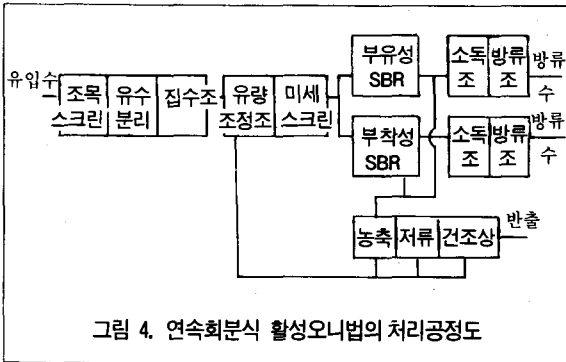 유입수
조목
스크린
유수
분리
집수조
유량
조정조
미세
스크린
부유성
SBR
소독
조
방류
조
방류
수
부착성
SBR
소독
조
방류
조
방류
수
농축
저류
건조상
반출
그림 4. 연속회분식 활성오니법의 처리공정도